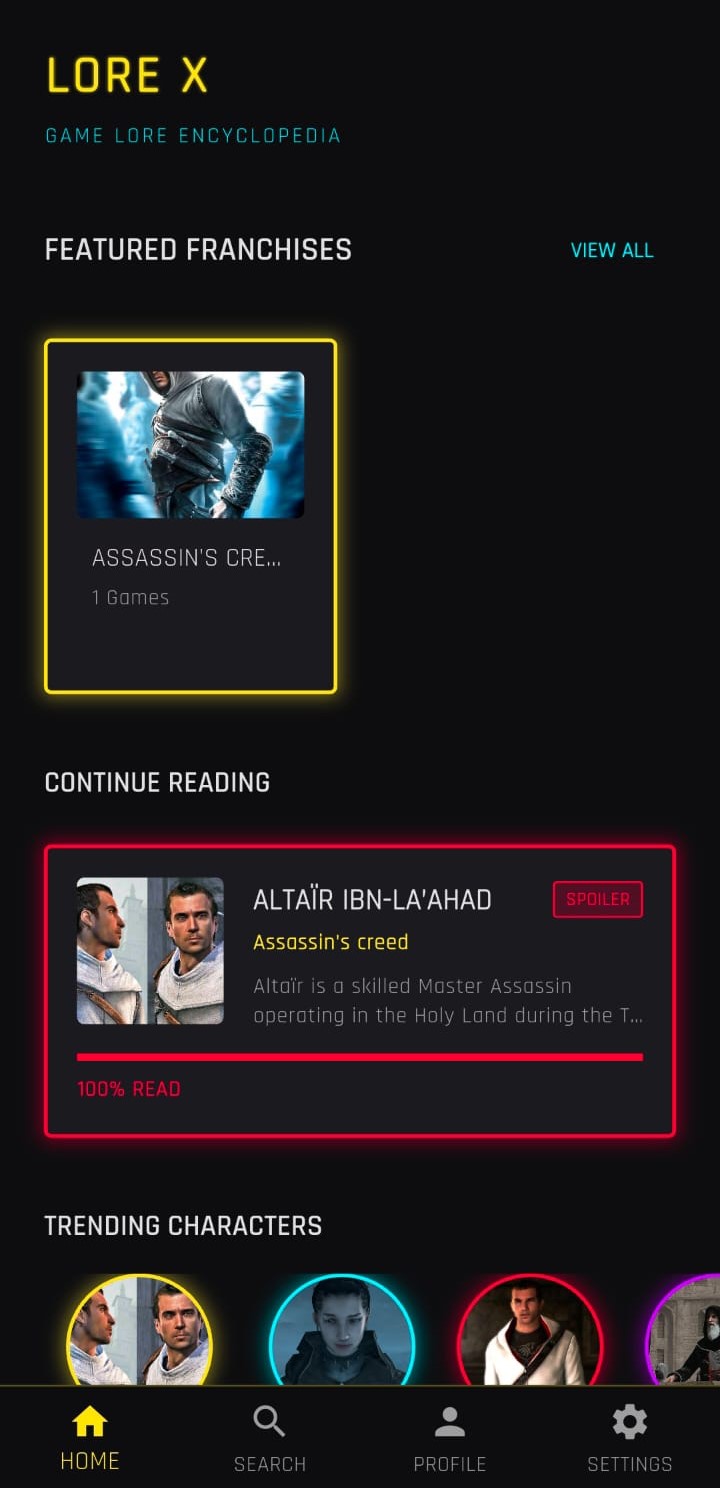 LORE X
GAME LORE ENCYCLOPEDIA
FEATURED FRANCHISES
VIEW ALL
ASSASSIN'S CRE...
1 Games
CONTINUE READING
ALTAÏR IBN-LA'AHAD
SPOILER
Assassin's creed
Altaïr is a skilled Master Assassin
operating in the Holy Land during the T...
100% READ
TRENDING CHARACTERS
HOME
SEARCH
PROFILE
SETTINGS